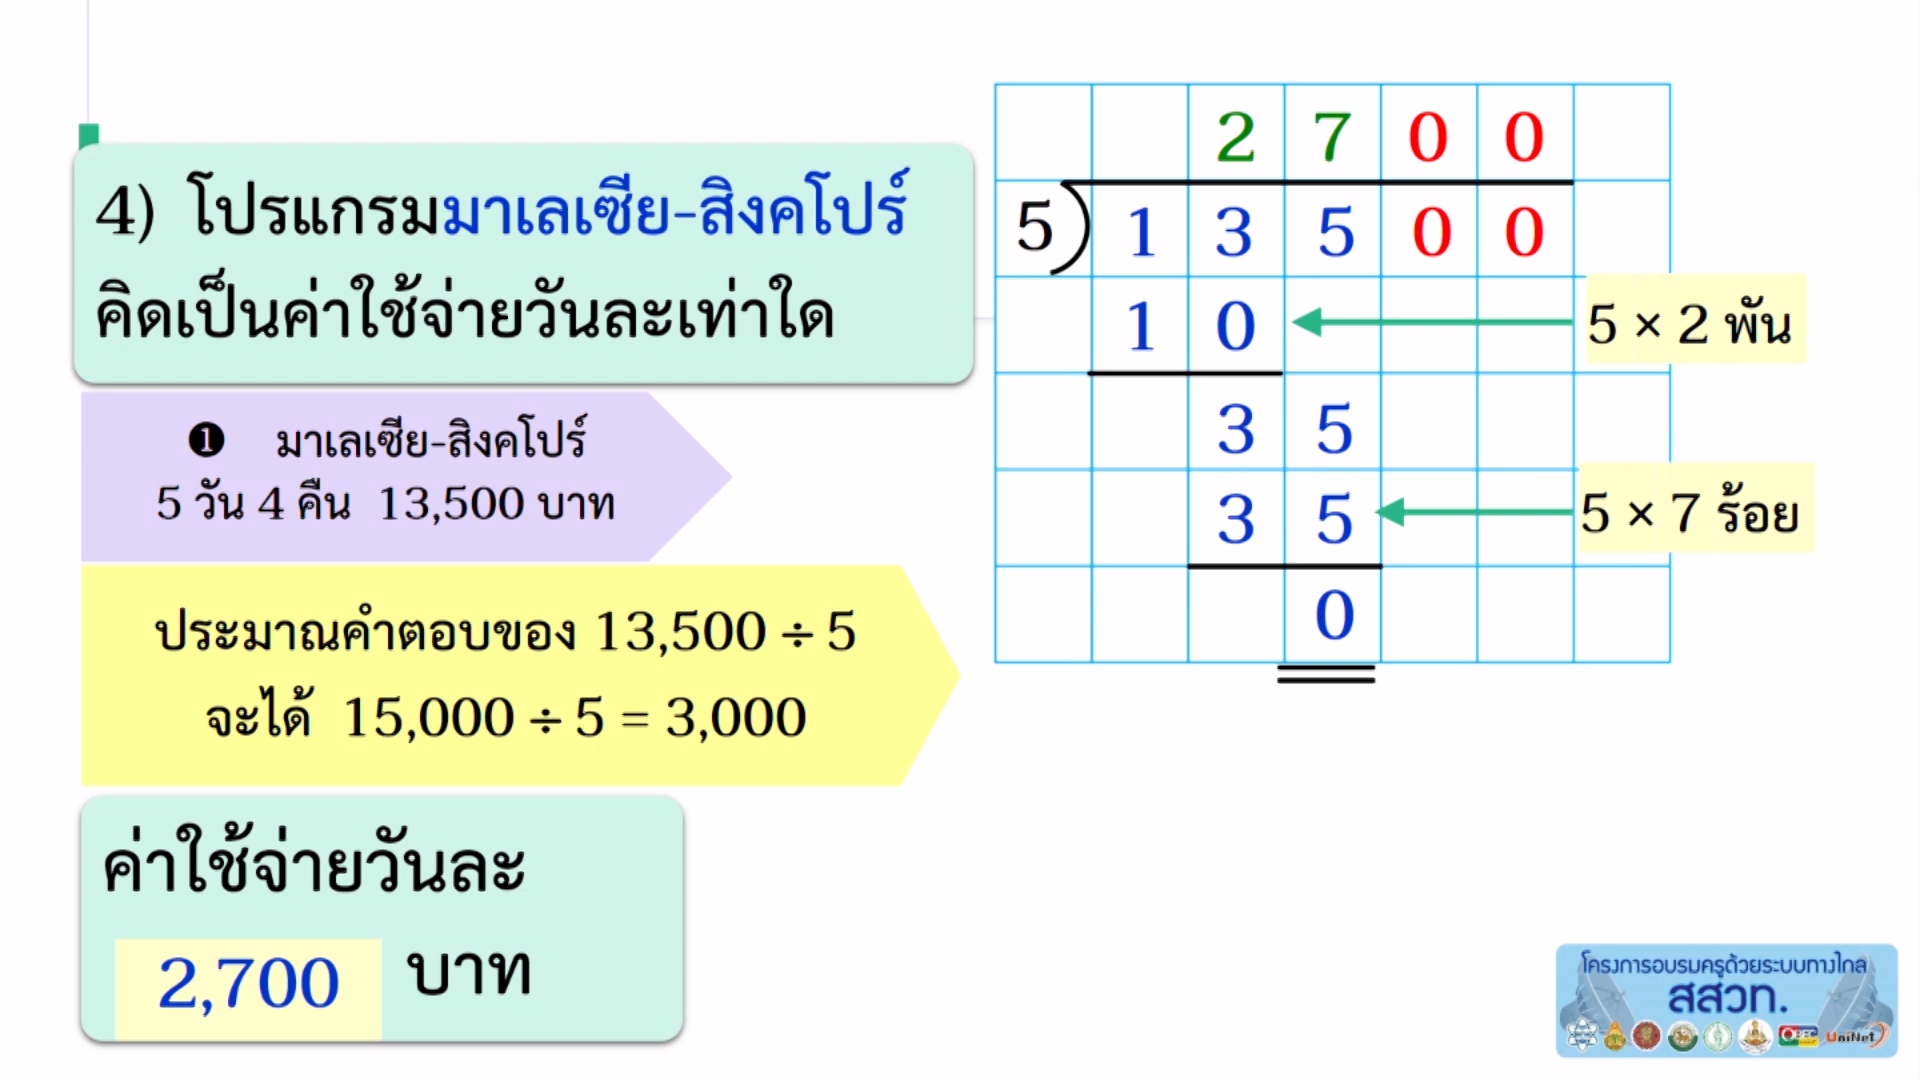 4) โปรแกรมมาเลเซีย-สิงคโปร์
คิดเป็นค่าใช้จ่ายวันละเท่าใด
❶ มาเลเซีย-สิงคโปร์
5 วัน 4 คืน 13,500 บาท
ประมาณคำตอบของ 13,500 ÷ 5
จะได้ 15,000 ÷ 5 = 3,000
ค่าใช้จ่ายวันละ
2,700 บาท
2 7 0 0
5 ) 1 3 5 0 0
1 0
5 × 2 พัน
3 5
3 5
5 × 7 ร้อย
0
โครงการอบรมครูด้วยระบบทางไกล
สสวท.
OBEC UniNet